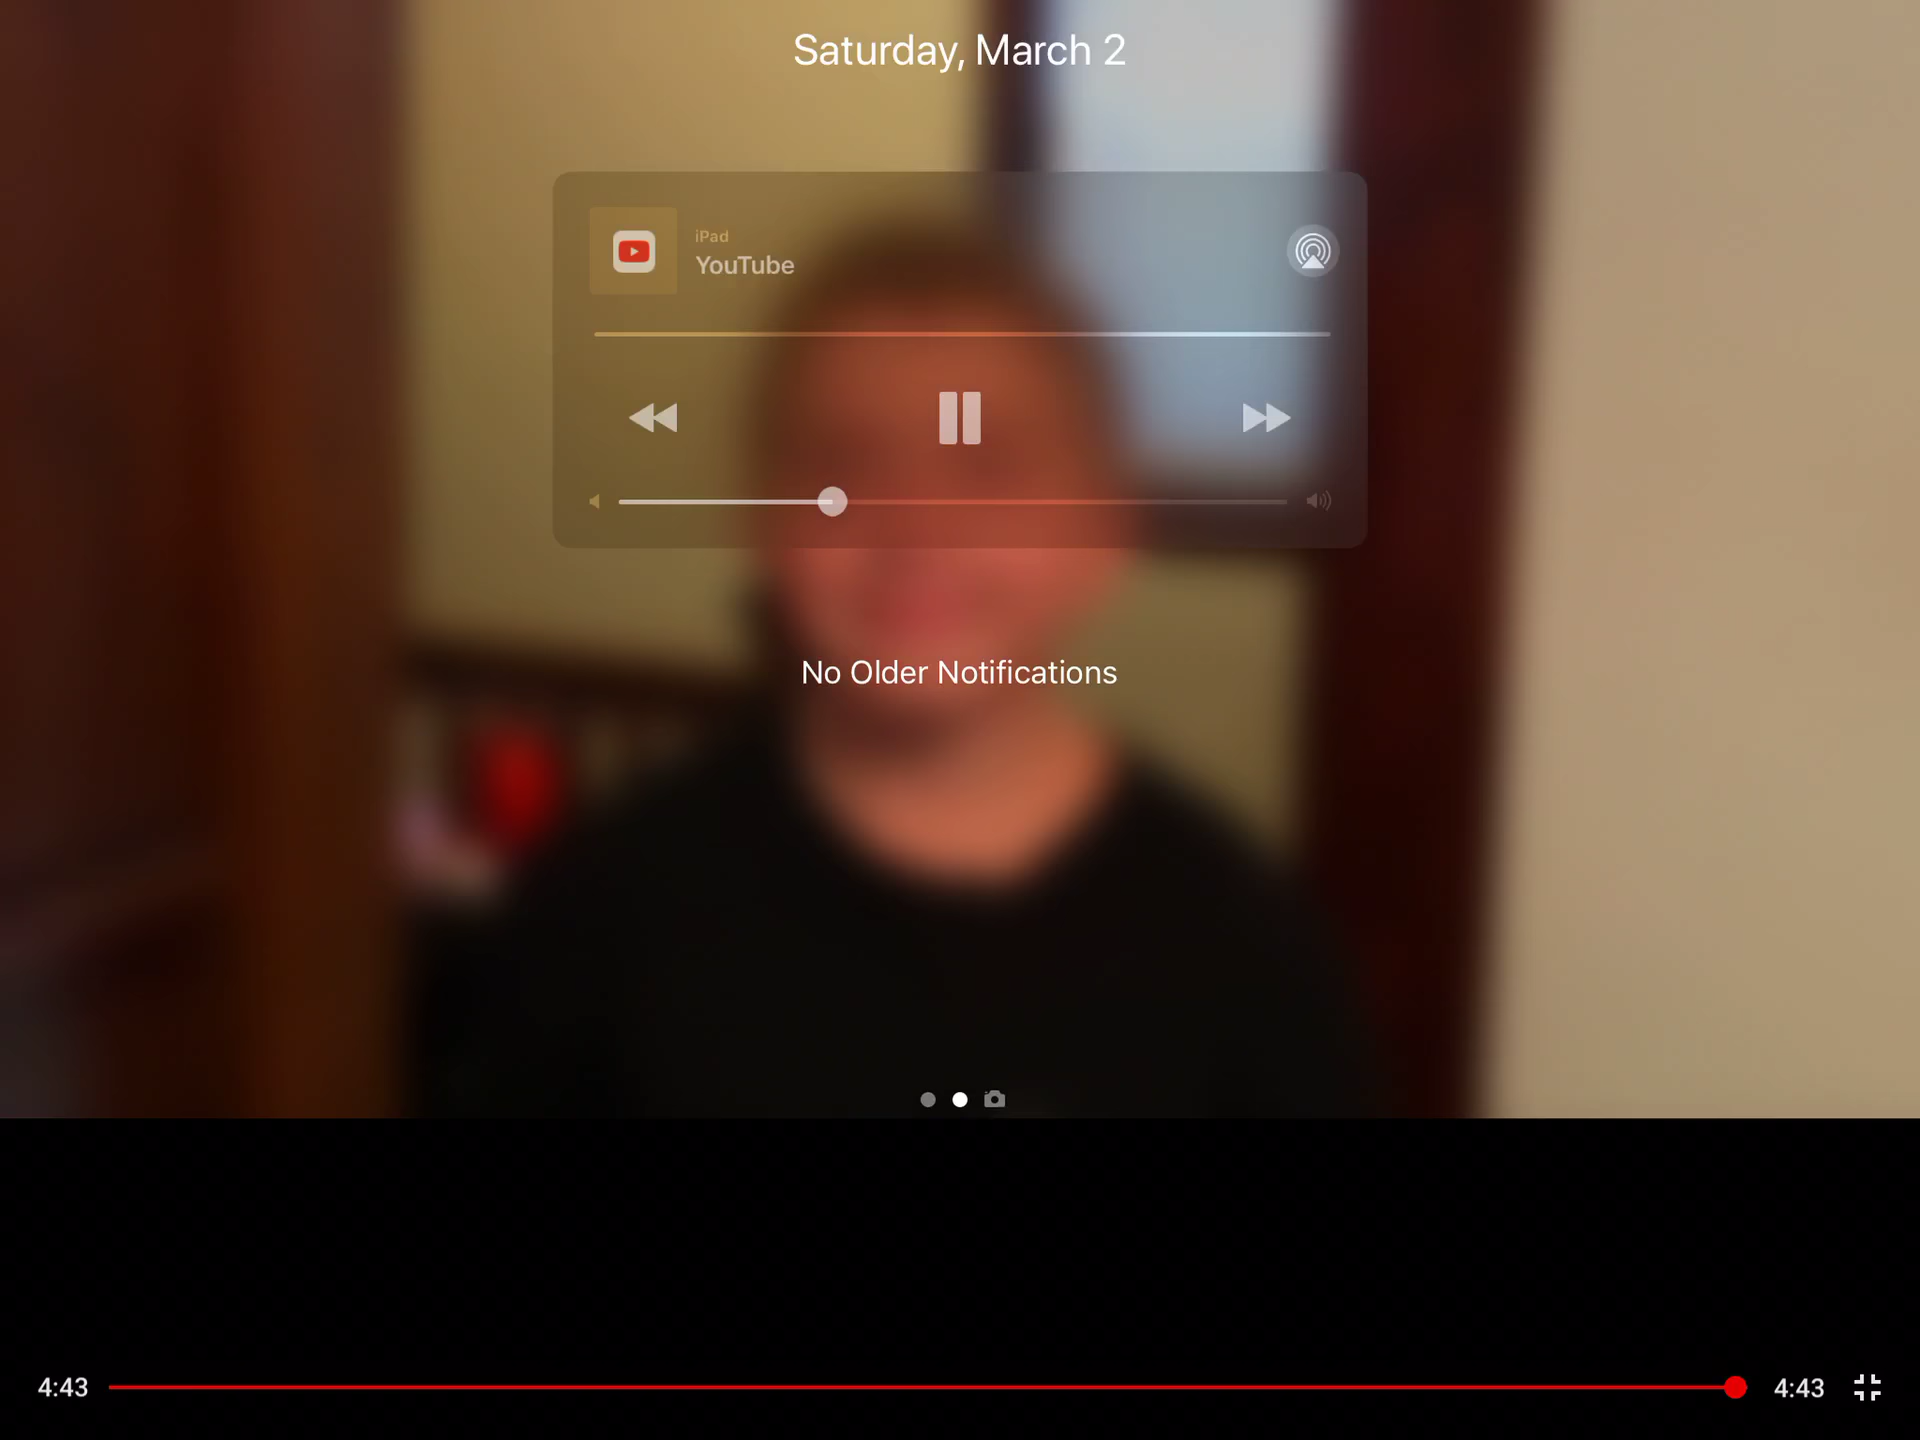 Saturday, March 2
iPad
YouTube
No Older Notifications
4:43
4:43